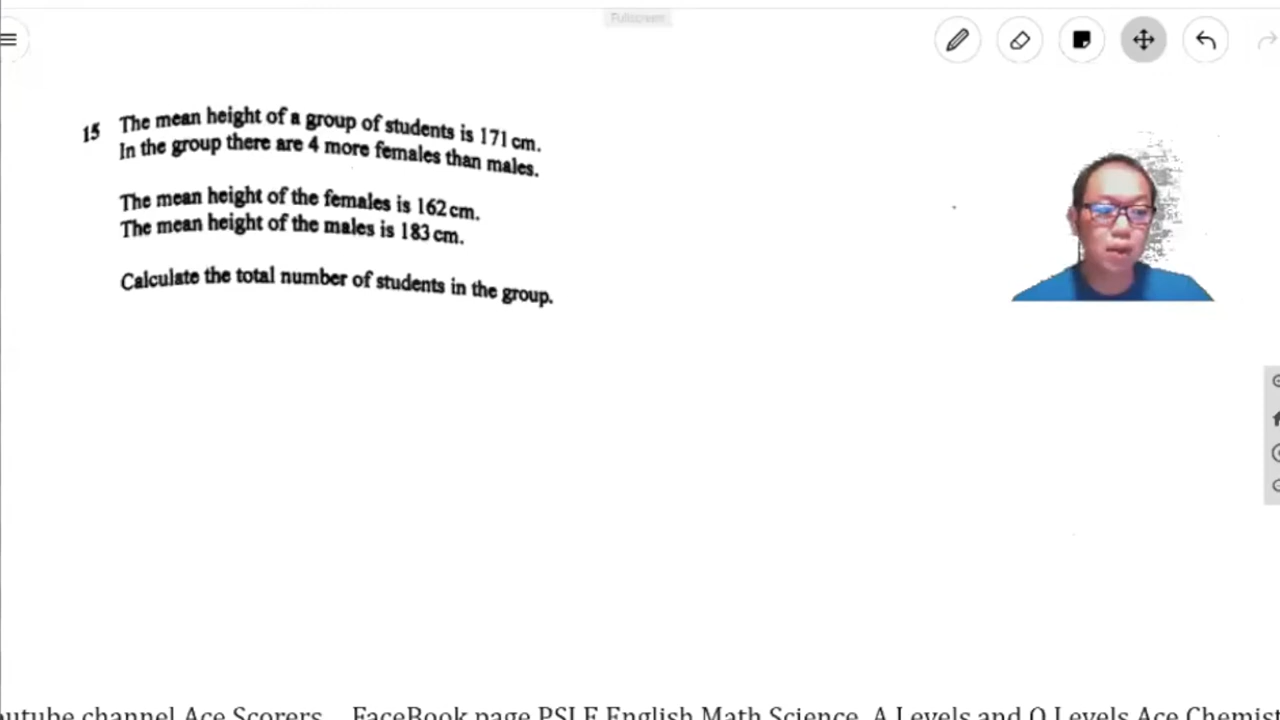 Fullscreen
15 The mean height of a group of students is 171 cm.
In the group there are 4 more females than males.
The mean height of the females is 162 cm.
The mean height of the males is 183 cm.
Calculate the total number of students in the group.
outube channel Ace Scorers FaceBook page PSLE English Math Science A Levels and O Levels Ace Chemist